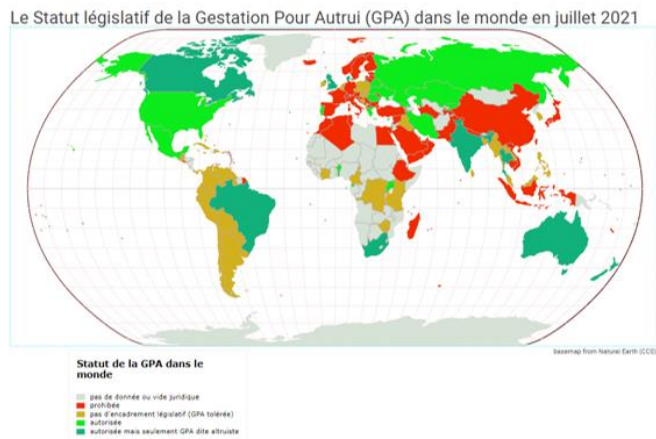 Le Statut législatif de la Gestation Pour Autrui (GPA) dans le monde en juillet 2021
basemap from Natural Earth (CC0)
Statut de la GPA dans le
monde
pas de donnée ou vide juridique
prohibée
pas d'encadrement législatif (GPA tolérée)
autorisée
autorisée mais seulement GPA dite altruiste